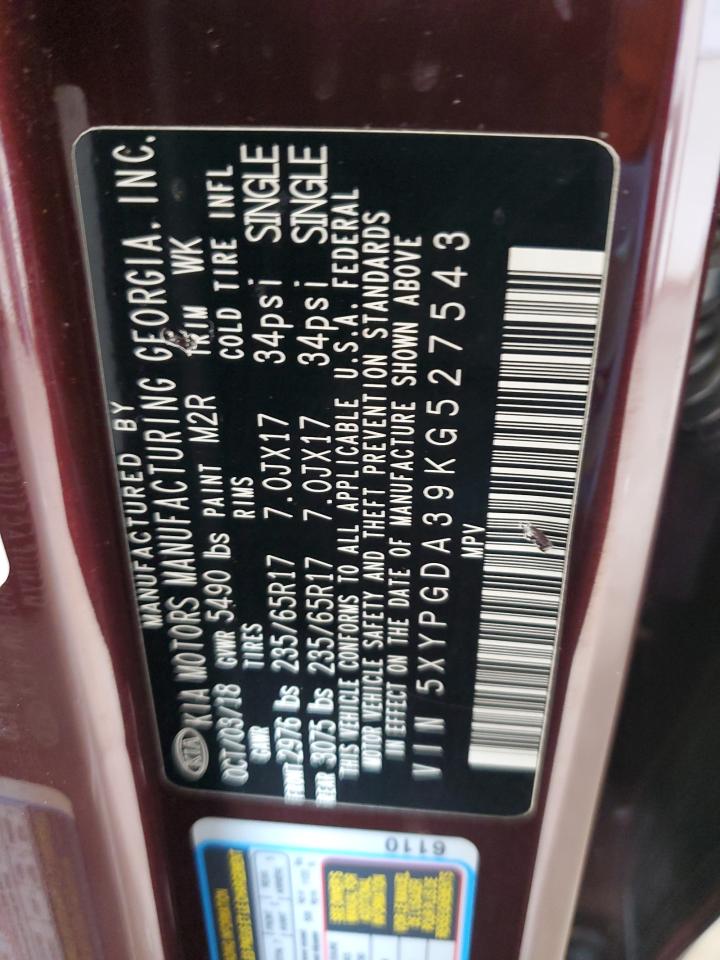 MANUFACTURED BY
KIA KIA MOTORS MANUFACTURING GEORGIA, INC.
OCT/03/18 GVWR 5490 lbs PAINT M2R TRIM WK
GAWR TIRES RIMS COLD TIRE INFL
FRONT 2976 lbs 235/65R17 7.0JX17 34psi SINGLE
REAR 3075 lbs 235/65R17 7.0JX17 34psi SINGLE
THIS VEHICLE CONFORMS TO ALL APPLICABLE U.S.A. FEDERAL
MOTOR VEHICLE SAFETY AND THEFT PREVENTION STANDARDS
IN EFFECT ON THE DATE OF MANUFACTURE SHOWN ABOVE
VIN 5XYPGDA39KG527543
MPV
6110